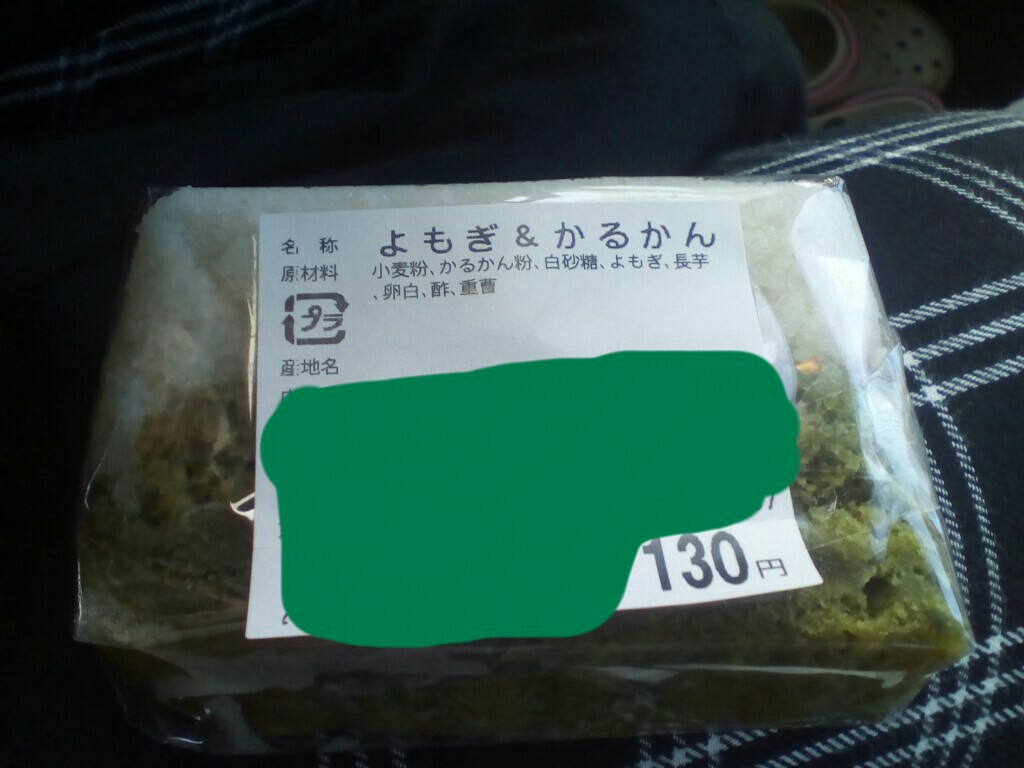 名称 よもぎ&かるかん
原材料 小麦粉、かるかん粉、白砂糖、よもぎ、長芋
、卵白、酢、重曹
プラ
産地名
130円